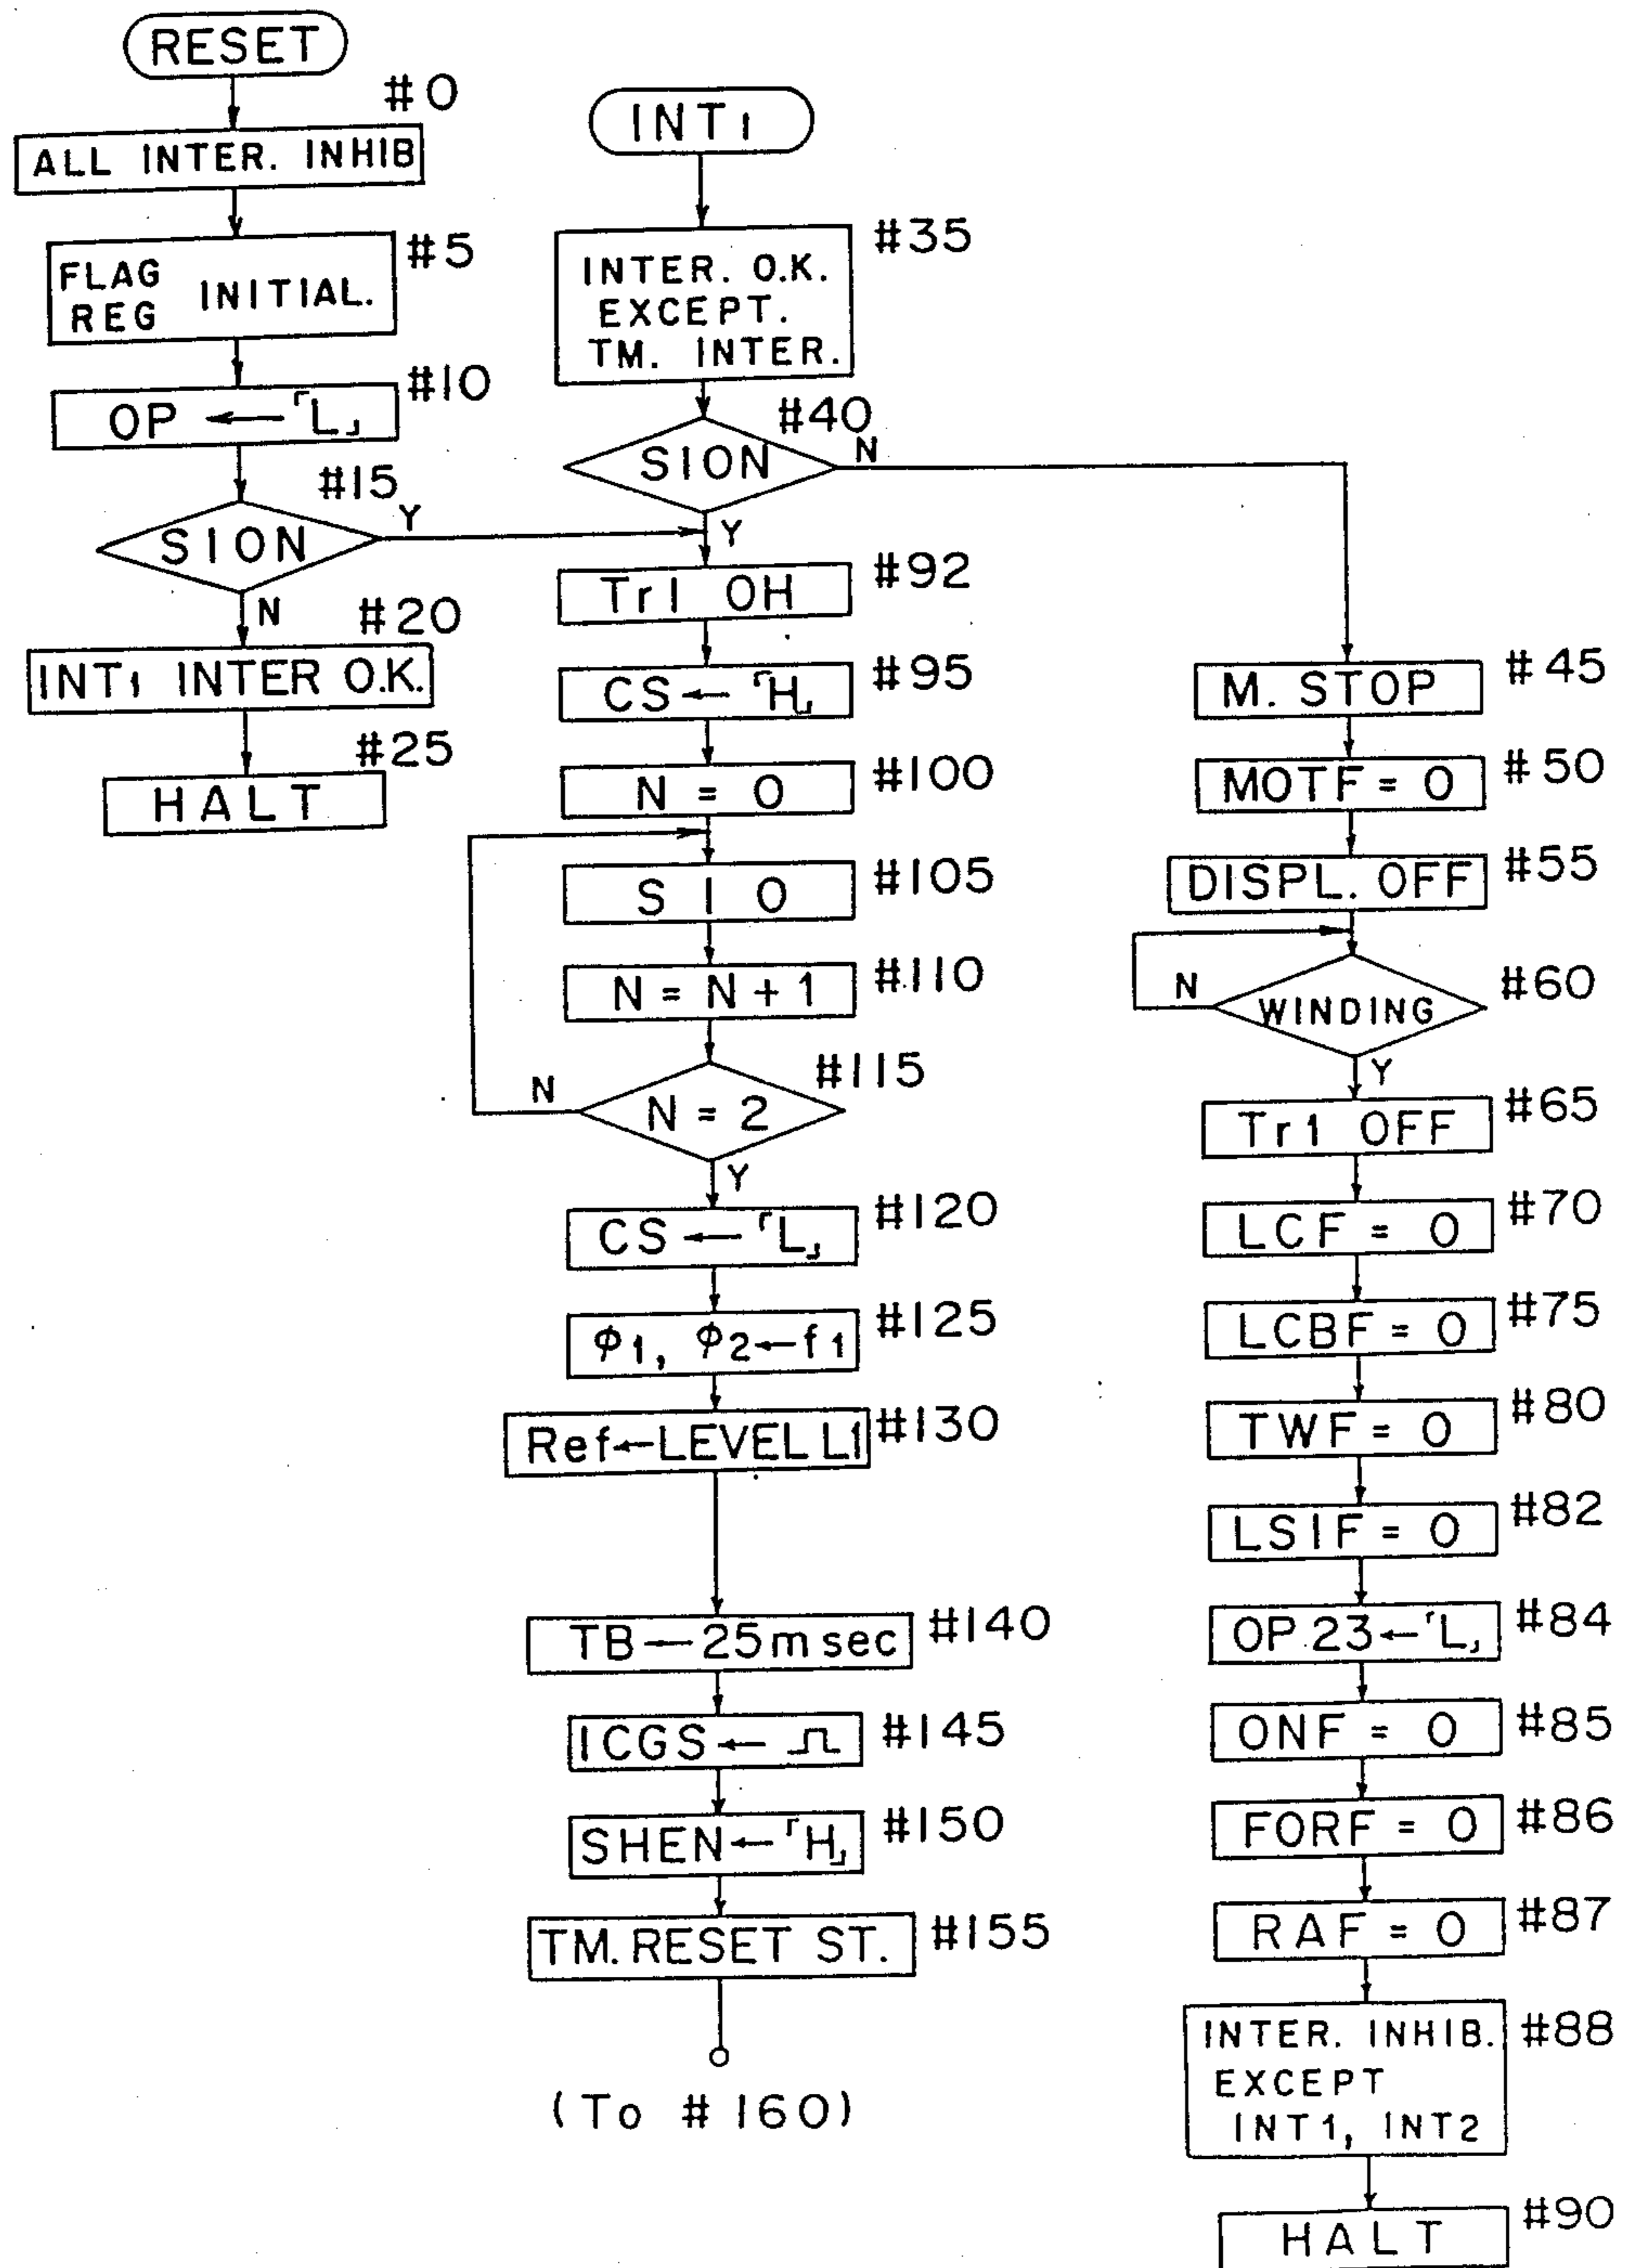 RESET
#0
ALL INTER. INHIB
#5
FLAG
REG INITIAL.
#10
OP ← 「L」
#15
SION
Y
N
#20
INT1 INTER O.K.
#25
HALT
INT1
#35
INTER. O.K.
EXCEPT.
TM. INTER.
#40
SION
N
Y
#92
Tr1 OH
#95
CS ← 「H」
#100
N = 0
#105
S I O
#110
N = N + 1
#115
N = 2
N
Y
#120
CS ← 「L」
#125
φ1, φ2←f1
#130
Ref←LEVEL L1
#140
TB←25m sec
#145
ICGS←
#150
SHEN←「H」
#155
TM. RESET ST.
(To #160)
#45
M. STOP
#50
MOTF = 0
#55
DISPL. OFF
#60
WINDING
N
Y
#65
Tr1 OFF
#70
LCF = 0
#75
LCBF = 0
#80
TWF = 0
#82
LSIF = 0
#84
OP.23←「L」
#85
ONF = 0
#86
FORF = 0
#87
RAF = 0
#88
INTER. INHIB.
EXCEPT
INT1, INT2
#90
HALT